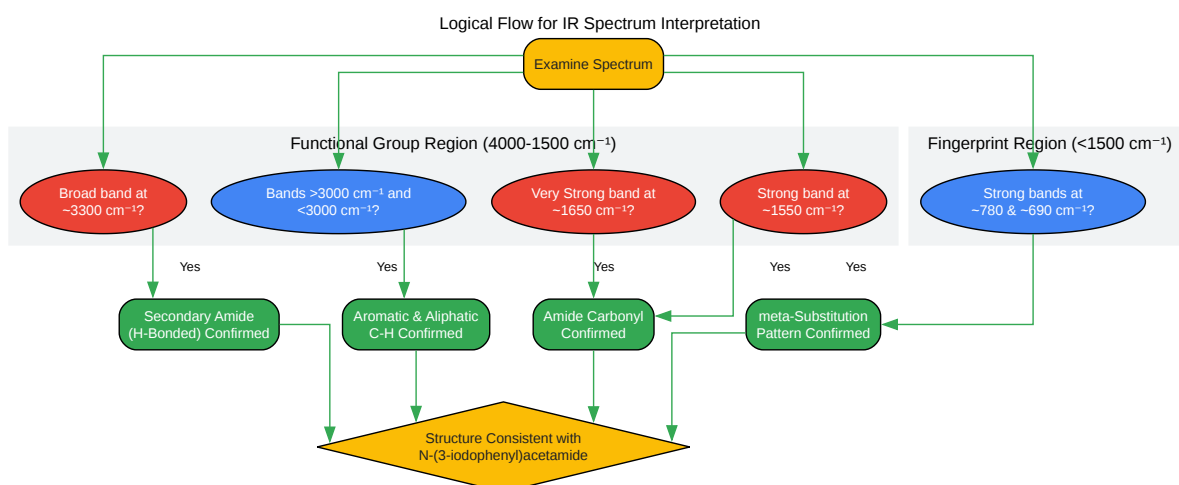 Logical Flow for IR Spectrum Interpretation
Examine Spectrum
Functional Group Region (4000-1500 cm⁻¹)
Fingerprint Region (<1500 cm⁻¹)
Broad band at
~3300 cm⁻¹?
Bands >3000 cm⁻¹ and
<3000 cm⁻¹?
Very Strong band at
~1650 cm⁻¹?
Strong band at
~1550 cm⁻¹?
Strong bands at
~780 & ~690 cm⁻¹?
Yes
Yes
Yes
Yes
Yes
Secondary Amide
(H-Bonded) Confirmed
Aromatic & Aliphatic
C-H Confirmed
Amide Carbonyl
Confirmed
meta-Substitution
Pattern Confirmed
Structure Consistent with
N-(3-iodophenyl)acetamide